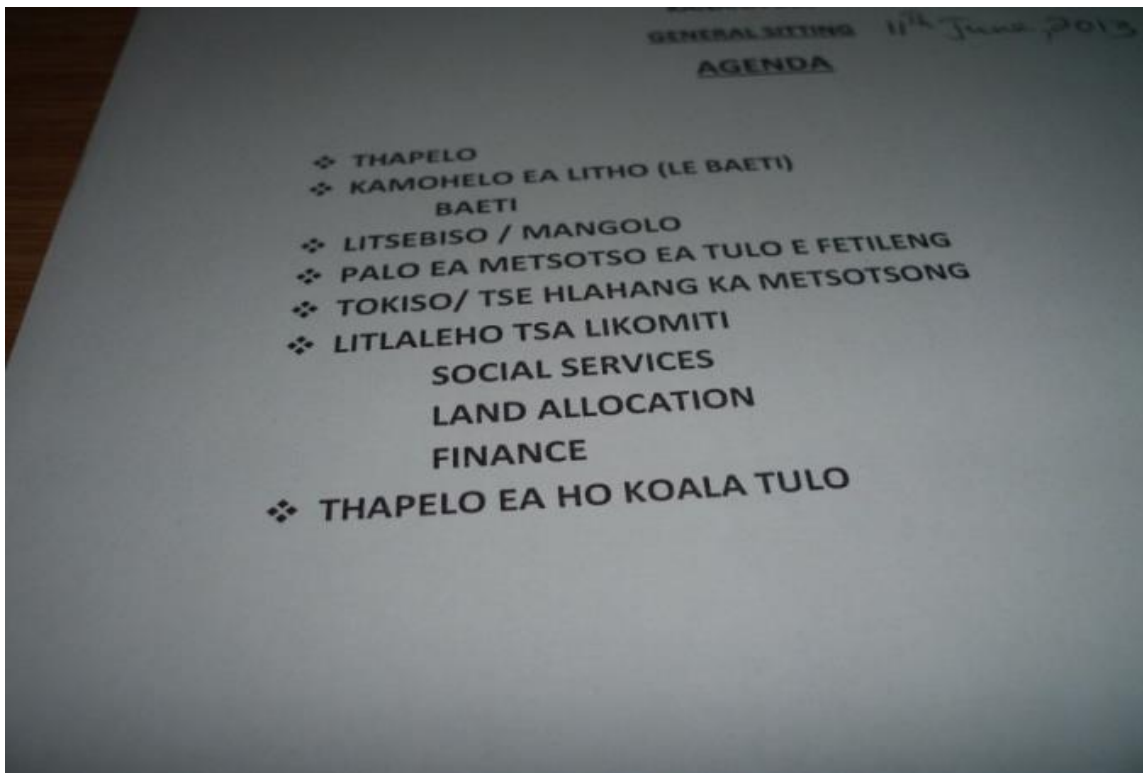 GENERAL SITTING 11th June, 2013
AGENDA
❖ THAPELO
❖ KAMOHELO EA LITHO (LE BAETI)
BAETI
❖ LITSEBISO / MANGOLO
❖ PALO EA METSOTSO EA TULO E FETILENG
❖ TOKISO/ TSE HLAHANG KA METSOTSONG
❖ LITLALEHO TSA LIKOMITI
SOCIAL SERVICES
LAND ALLOCATION
FINANCE
❖ THAPELO EA HO KOALA TULO